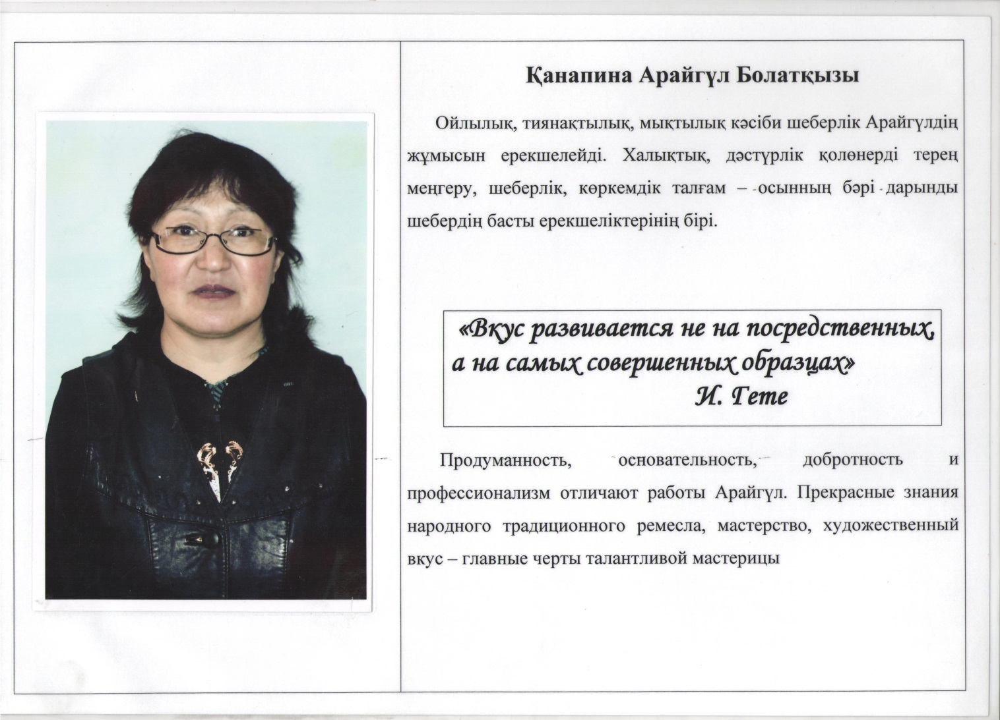 Қанапина Арайгүл Болатқызы
Ойлылық, тиянақтылық, мықтылық кәсіби шеберлік Арайгүлдің
жұмысын ерекшелейді. Халықтық, дәстүрлік қолөнерді терең
меңгеру, шеберлік, көркемдік талғам – осынның бәрі дарынды
шебердің басты ерекшеліктерінің бірі.
«Вкус развивается не на посредственных,
а на самых совершенных образцах»
И. Гете
Продуманность, основательность, добротность и
профессионализм отличают работы Арайгүл. Прекрасные знания
народного традиционного ремесла, мастерство, художественный
вкус – главные черты талантливой мастерицы